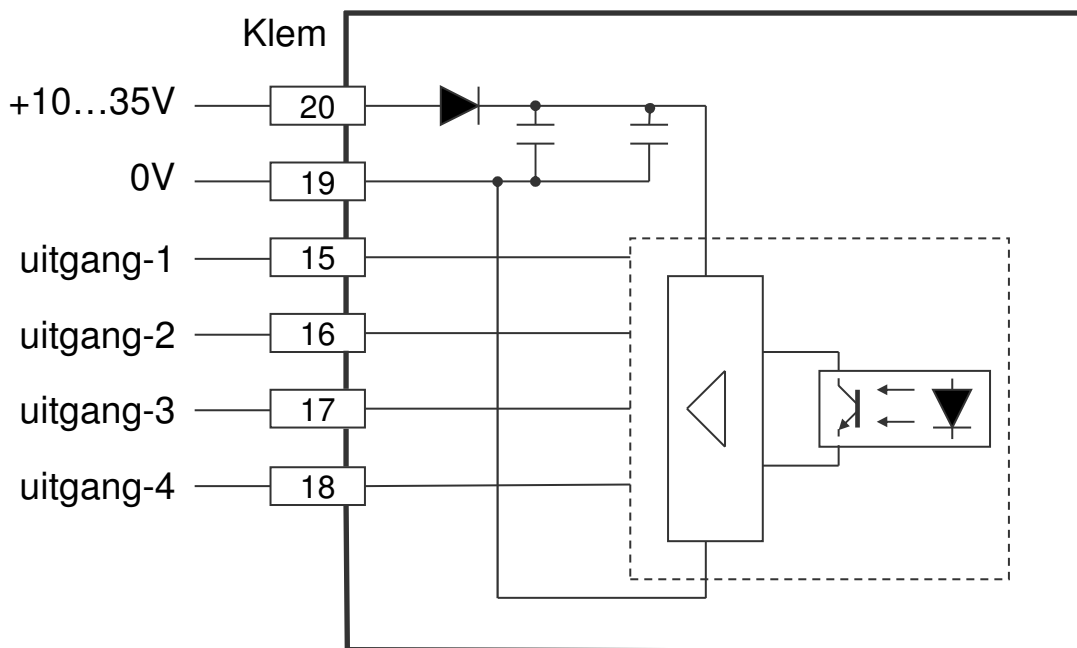 Klem
+10…35V 20
0V 19
uitgang-1 15
uitgang-2 16
uitgang-3 17
uitgang-4 18